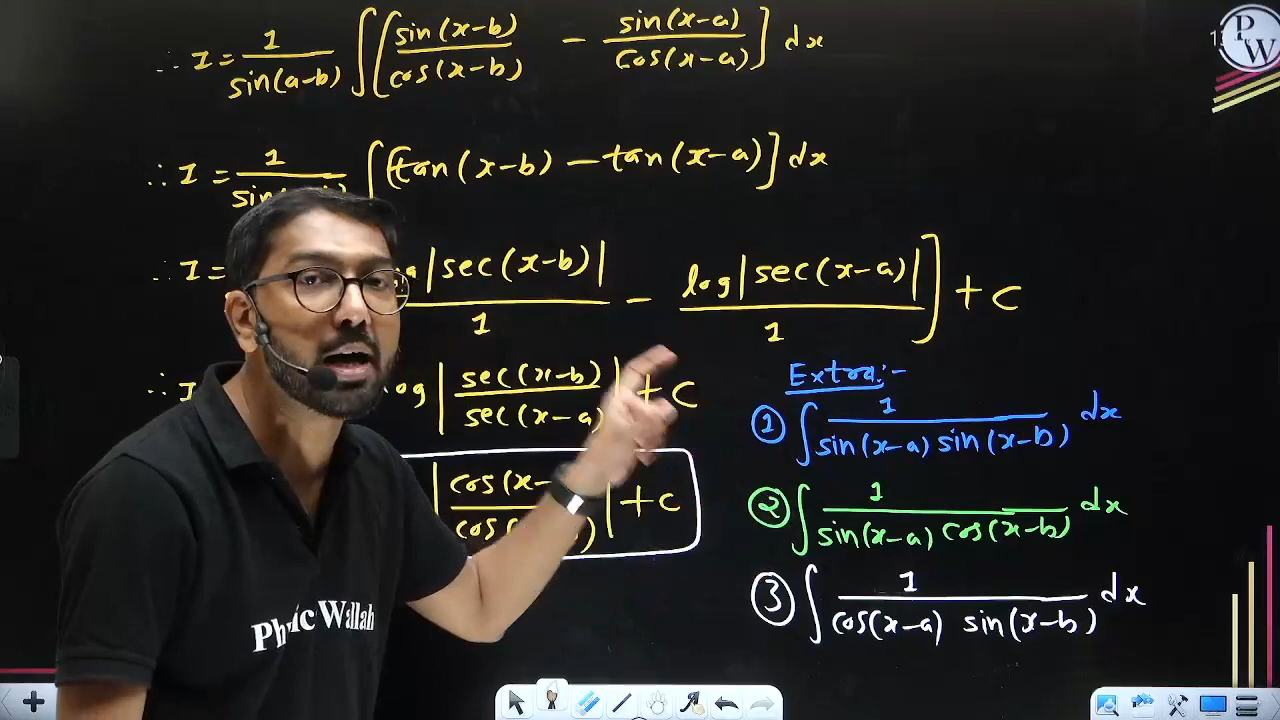 ∴ I = 1/sin(a-b) ∫[sin(x-b)/cos(x-b) - sin(x-a)/cos(x-a)] dx
∴ I = 1/sin ∫[tan(x-b) - tan(x-a)] dx
∴ I = |sec(x-b)|/1 - log|sec(x-a)|/1] + c
∴ I log|sec(x-b)/sec(x-a)| + c
|cos(x-/cos | + c
Extra:-
① ∫ 1/sin(x-a) sin(x-b) dx
② ∫ 1/sin(x-a) cos(x-b) dx
③ ∫ 1/cos(x-a) sin(x-b) dx
PW
Wallah